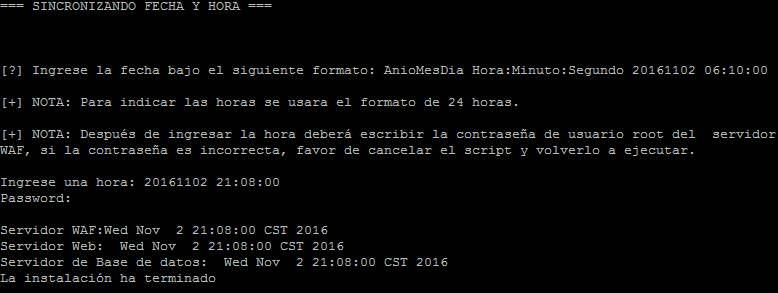 === SINCRONIZANDO FECHA Y HORA ===
[?] Ingrese la fecha bajo el siguiente formato: AnioMesDia Hora:Minuto:Segundo 20161102 06:10:00
[+] NOTA: Para indicar las horas se usara el formato de 24 horas.
[+] NOTA: Después de ingresar la hora deberá escribir la contraseña de usuario root del  servidor
WAF, si la contraseña es incorrecta, favor de cancelar el script y volverlo a ejecutar.
Ingrese una hora: 20161102 21:08:00
Password:
Servidor WAF:Wed Nov  2 21:08:00 CST 2016
Servidor Web:  Wed Nov  2 21:08:00 CST 2016
Servidor de Base de datos:  Wed Nov  2 21:08:00 CST 2016
La instalación ha terminado